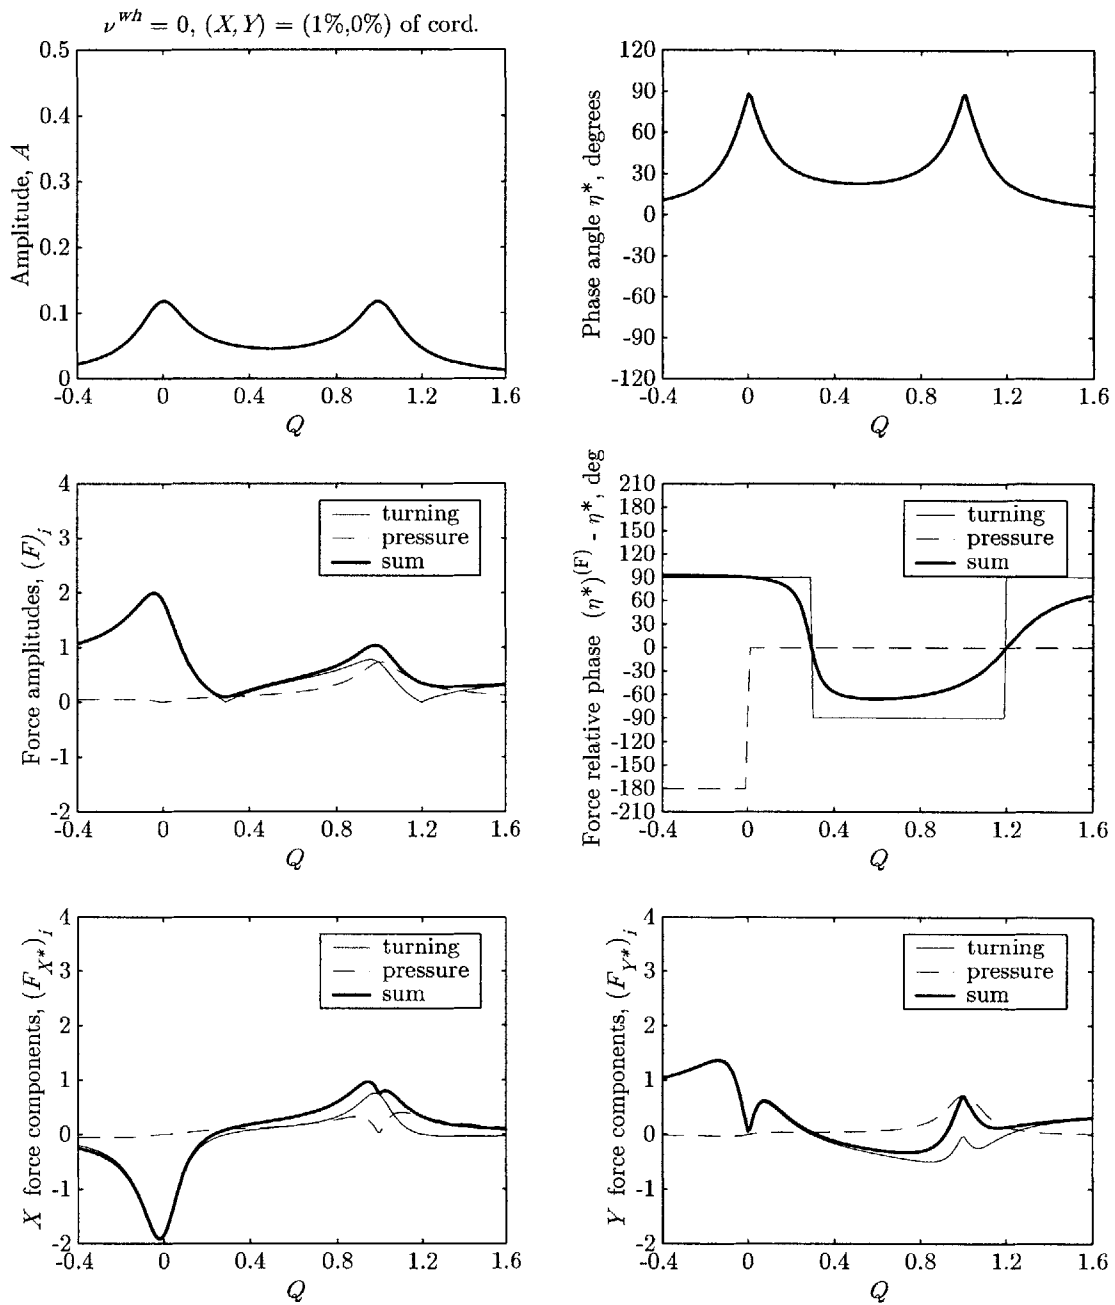 ν^{wh} = 0, (X,Y) = (1%,0%) of cord.
Amplitude, A
0.5
0.4
0.3
0.2
0.1
0
-0.4 0 0.4 0.8 1.2 1.6
Q
Phase angle η*, degrees
120
90
60
30
0
-30
-60
-90
-120
-0.4 0 0.4 0.8 1.2 1.6
Q
Force amplitudes, (F)_i
4
3
2
1
0
-1
-2
turning
pressure
sum
-0.4 0 0.4 0.8 1.2 1.6
Q
Force relative phase (η*)^{(F)} - η*, deg
210
180
150
120
90
60
30
0
-30
-60
-90
-120
-150
-180
-210
turning
pressure
sum
-0.4 0 0.4 0.8 1.2 1.6
Q
X force components, (F_{X*})_i
4
3
2
1
0
-1
-2
turning
pressure
sum
-0.4 0 0.4 0.8 1.2 1.6
Q
Y force components, (F_{Y*})_i
4
3
2
1
0
-1
-2
turning
pressure
sum
-0.4 0 0.4 0.8 1.2 1.6
Q